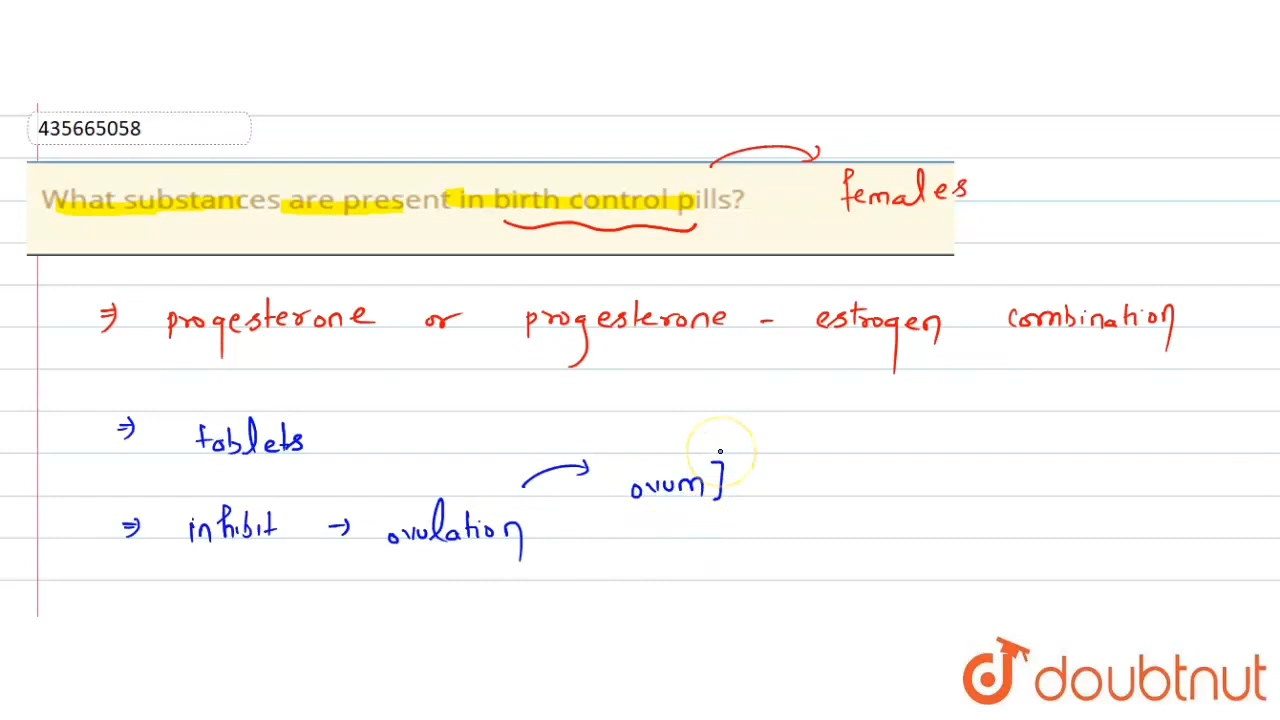 435665058
What substances are present in birth control pills?
females
⇒ progesterone or progesterone - estrogen combination
⇒ tablets
⇒ inhibit → ovulation
ovum]
doubtnut